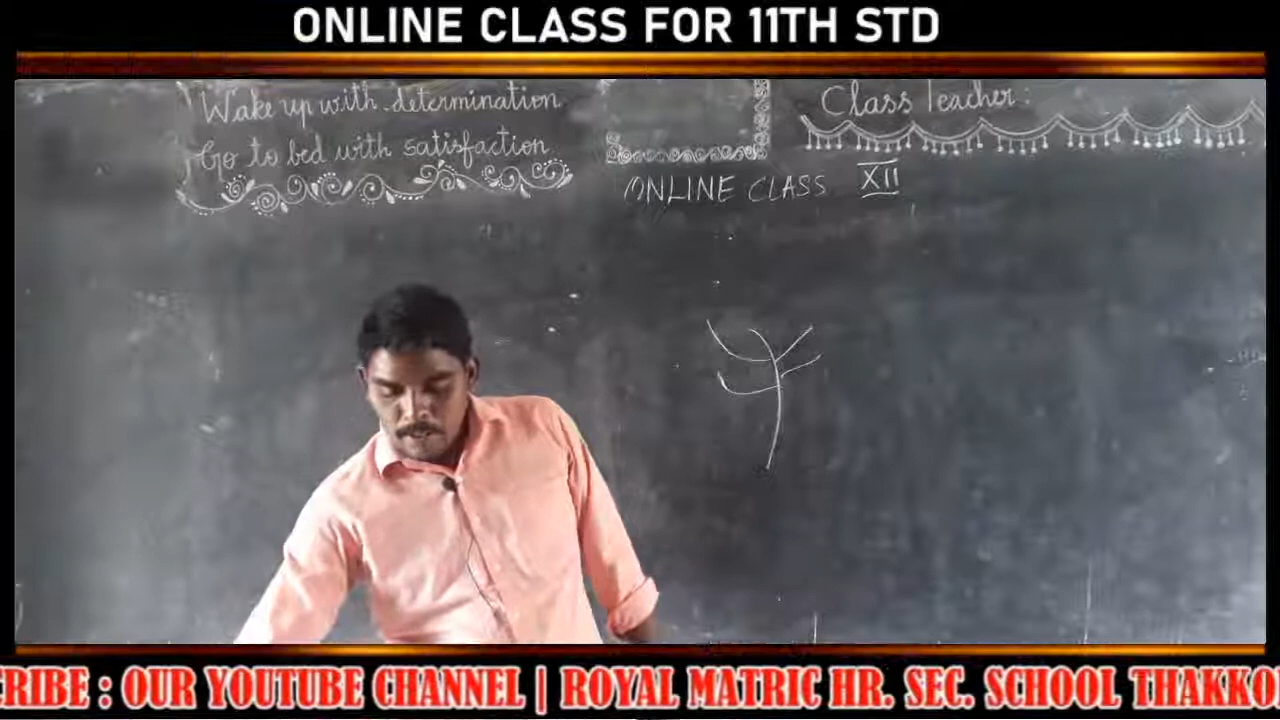 ONLINE CLASS FOR 11TH STD
Wake up with determination
Go to bed with satisfaction
Class Teacher:
ONLINE CLASS XII
CRIBE : OUR YOUTUBE CHANNEL | ROYAL MATRIC HR. SEC. SCHOOL THAKKO